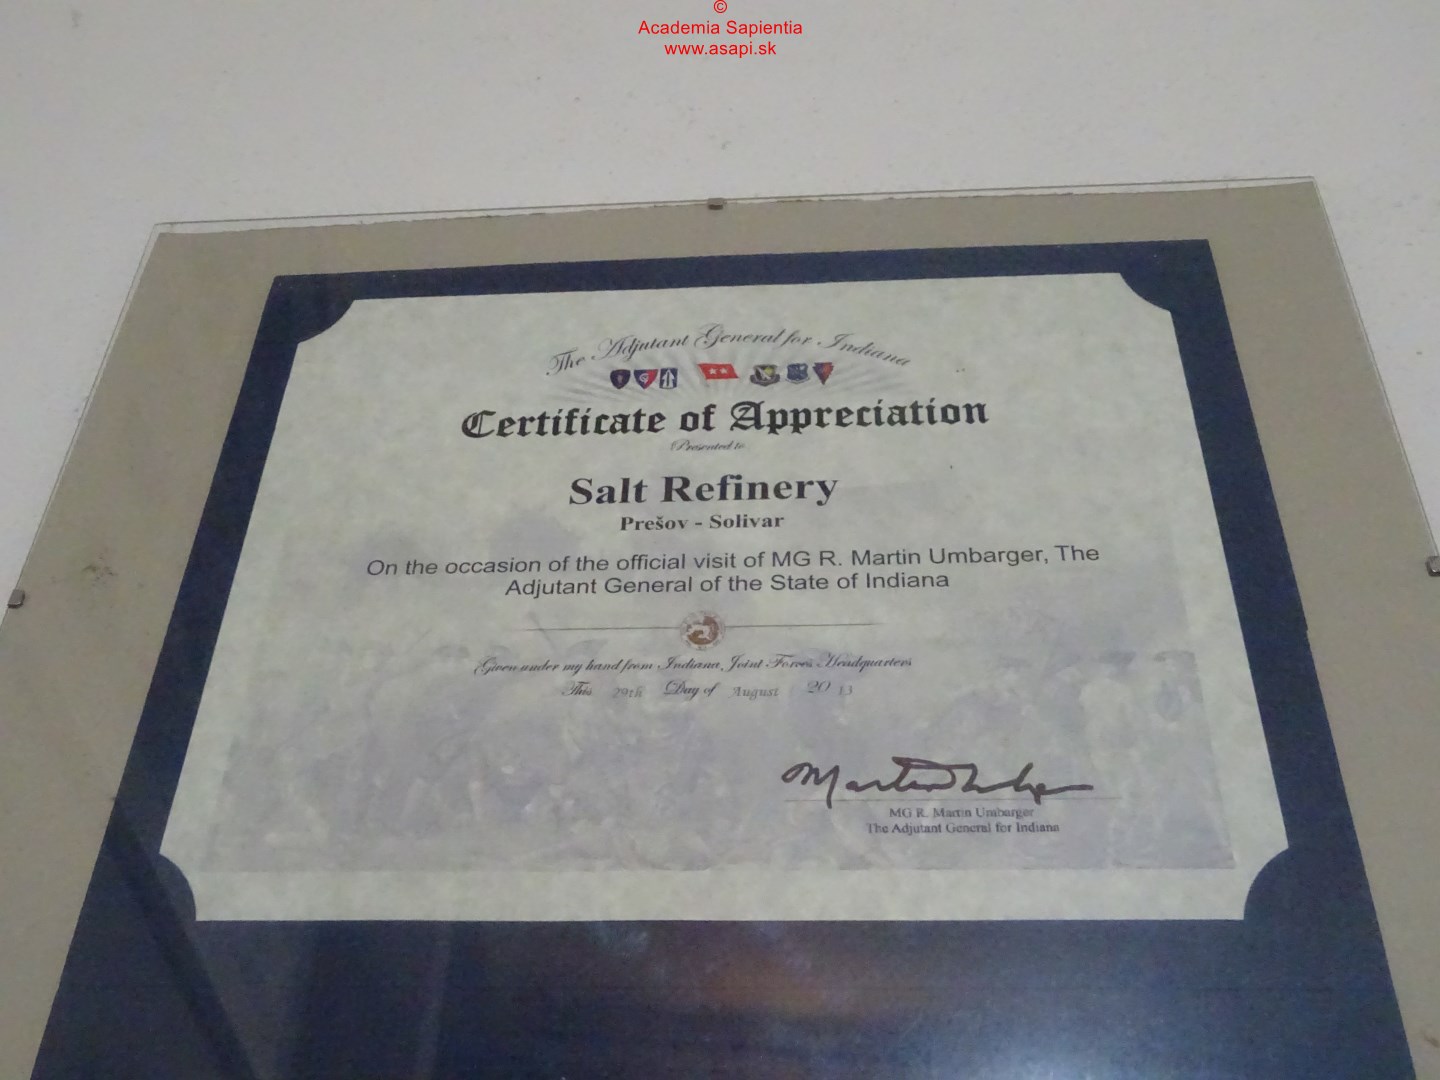 ©
Academia Sapientia
www.asapi.sk
The Adjutant General for Indiana
Certificate of Appreciation
Presented to
Salt Refinery
Prešov - Solivar
On the occasion of the official visit of MG R. Martin Umbarger, The
Adjutant General of the State of Indiana
Given under my hand from Indiana, Joint Forces Headquarters
This 29th Day of August 2013
MG R. Martin Umbarger
The Adjutant General for Indiana